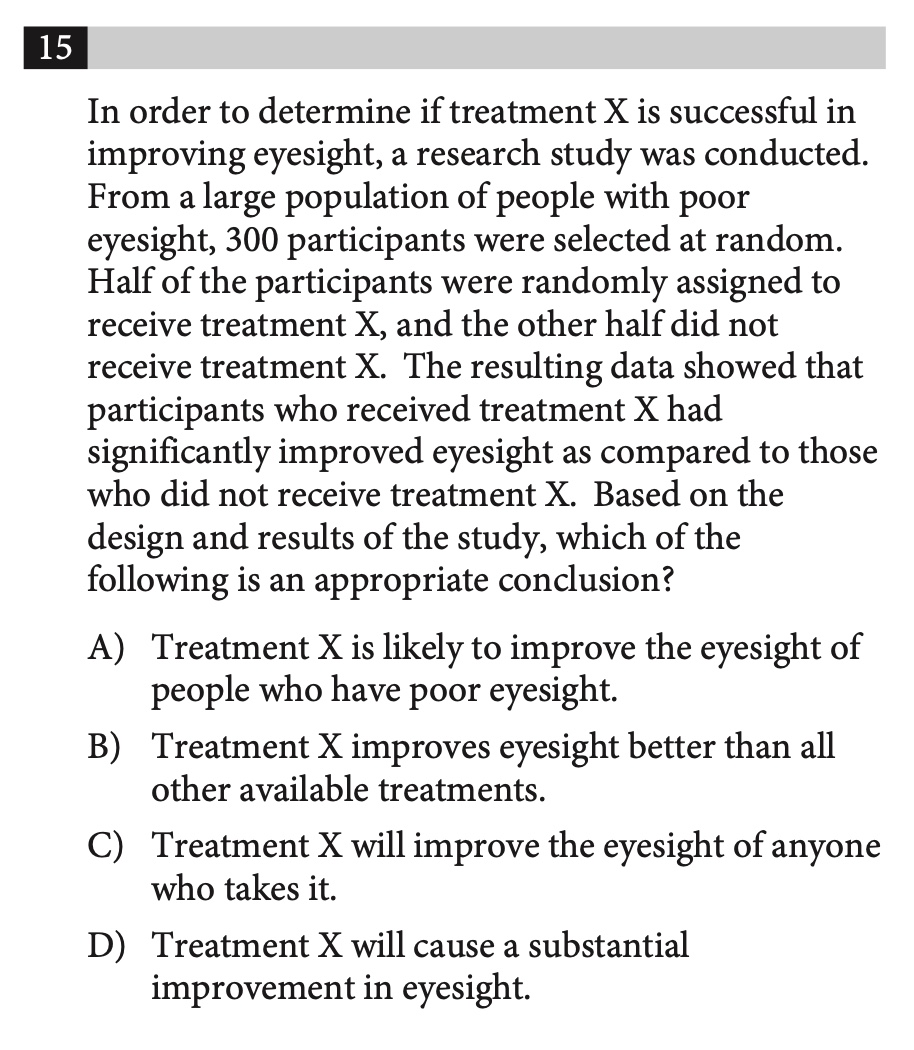 15
In order to determine if treatment X is successful in
improving eyesight, a research study was conducted.
From a large population of people with poor
eyesight, 300 participants were selected at random.
Half of the participants were randomly assigned to
receive treatment X, and the other half did not
receive treatment X.  The resulting data showed that
participants who received treatment X had
significantly improved eyesight as compared to those
who did not receive treatment X.  Based on the
design and results of the study, which of the
following is an appropriate conclusion?
A) Treatment X is likely to improve the eyesight of
people who have poor eyesight.
B) Treatment X improves eyesight better than all
other available treatments.
C) Treatment X will improve the eyesight of anyone
who takes it.
D) Treatment X will cause a substantial
improvement in eyesight.